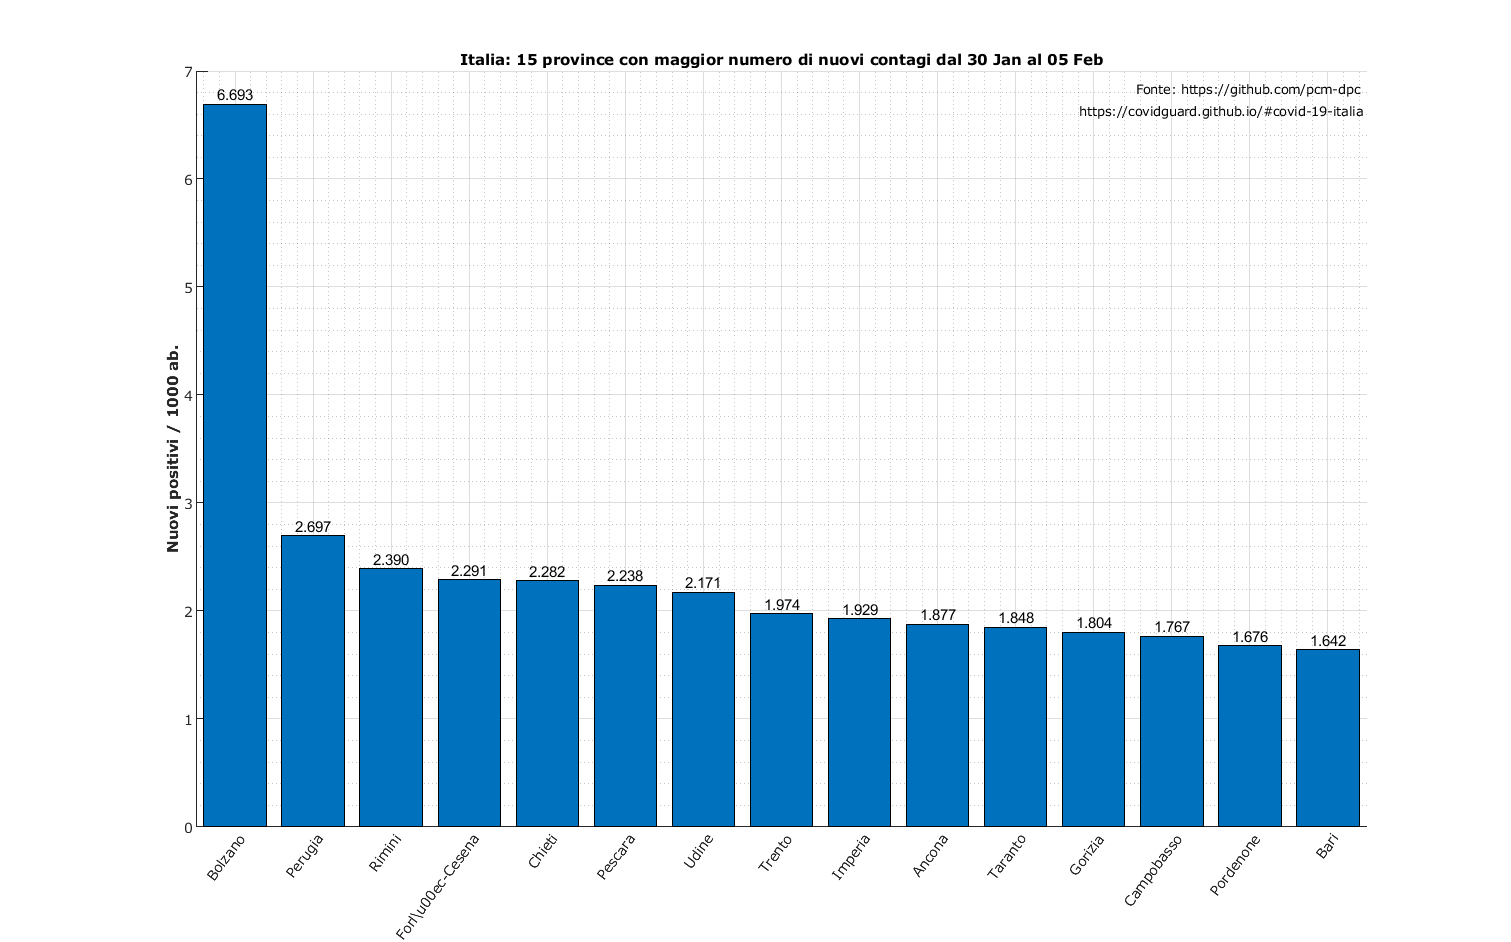 Italia: 15 province con maggior numero di nuovi contagi dal 30 Jan al 05 Feb
Fonte: https://github.com/pcm-dpc
https://covidguard.github.io/#covid-19-italia
Nuovi positivi / 1000 ab.
7
6
5
4
3
2
1
0
6.693
2.697
2.390
2.291
2.282
2.238
2.171
1.974
1.929
1.877
1.848
1.804
1.767
1.676
1.642
Bolzano
Perugia
Rimini
Forl\u00ec-Cesena
Chieti
Pescara
Udine
Trento
Imperia
Ancona
Taranto
Gorizia
Campobasso
Pordenone
Bari